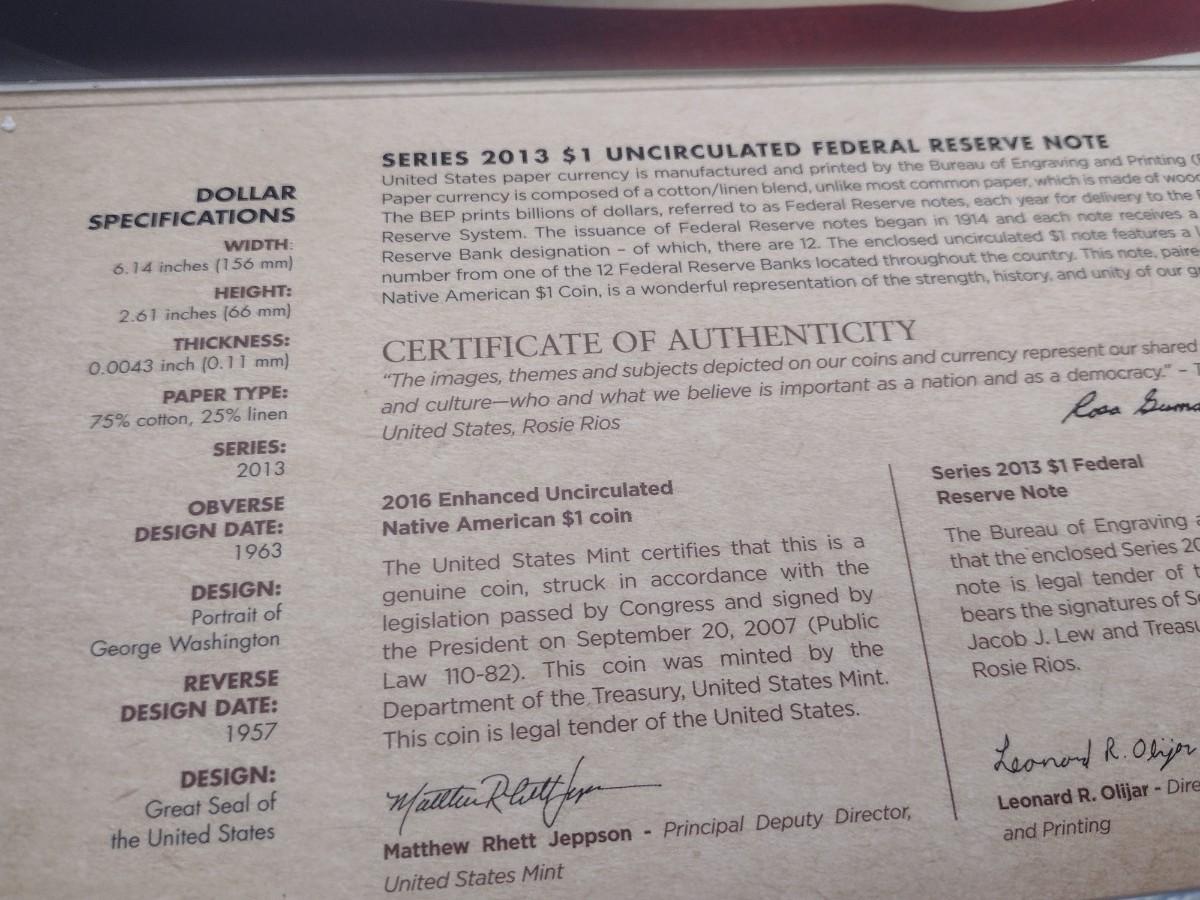 DOLLAR
SPECIFICATIONS
WIDTH:
6.14 inches (156 mm)
HEIGHT:
2.61 inches (66 mm)
THICKNESS:
0.0043 inch (0.11 mm)
PAPER TYPE:
75% cotton, 25% linen
SERIES:
2013
OBVERSE
DESIGN DATE:
1963
DESIGN:
Portrait of
George Washington
REVERSE
DESIGN DATE:
1957
DESIGN:
Great Seal of
the United States
SERIES 2013 $1 UNCIRCULATED FEDERAL RESERVE NOTE
United States paper currency is manufactured and printed by the Bureau of Engraving and Printing
Paper currency is composed of a cotton/linen blend, unlike most common paper, which is made of
The BEP prints billions of dollars, referred to as Federal Reserve notes, each year for delivery to the
Reserve System. The issuance of Federal Reserve notes began in 1914 and each note receives a
Reserve Bank designation – of which, there are 12. The enclosed uncirculated $1 note features a
number from one of the 12 Federal Reserve Banks located throughout the country. This note,
Native American $1 Coin, is a wonderful representation of the strength, history, and unity of our
CERTIFICATE OF AUTHENTICITY
“The images, themes and subjects depicted on our coins and currency represent our shared
and culture—who and what we believe is important as a nation and as a democracy.” –
United States, Rosie Rios
Rosa
2016 Enhanced Uncirculated
Native American $1 coin
The United States Mint certifies that this is a
genuine coin, struck in accordance with the
legislation passed by Congress and signed by
the President on September 20, 2007 (Public
Law 110-82). This coin was minted by the
Department of the Treasury, United States Mint.
This coin is legal tender of the United States.
Matthew Rhett Jeppson
Matthew Rhett Jeppson - Principal Deputy Director,
United States Mint
Series 2013 $1 Federal
Reserve Note
The Bureau of Engraving
that the enclosed Series
note is legal tender of
bears the signatures of
Jacob J. Lew and
Rosie Rios.
Leonard R. Olijar
Leonard R. Olijar -
and Printing